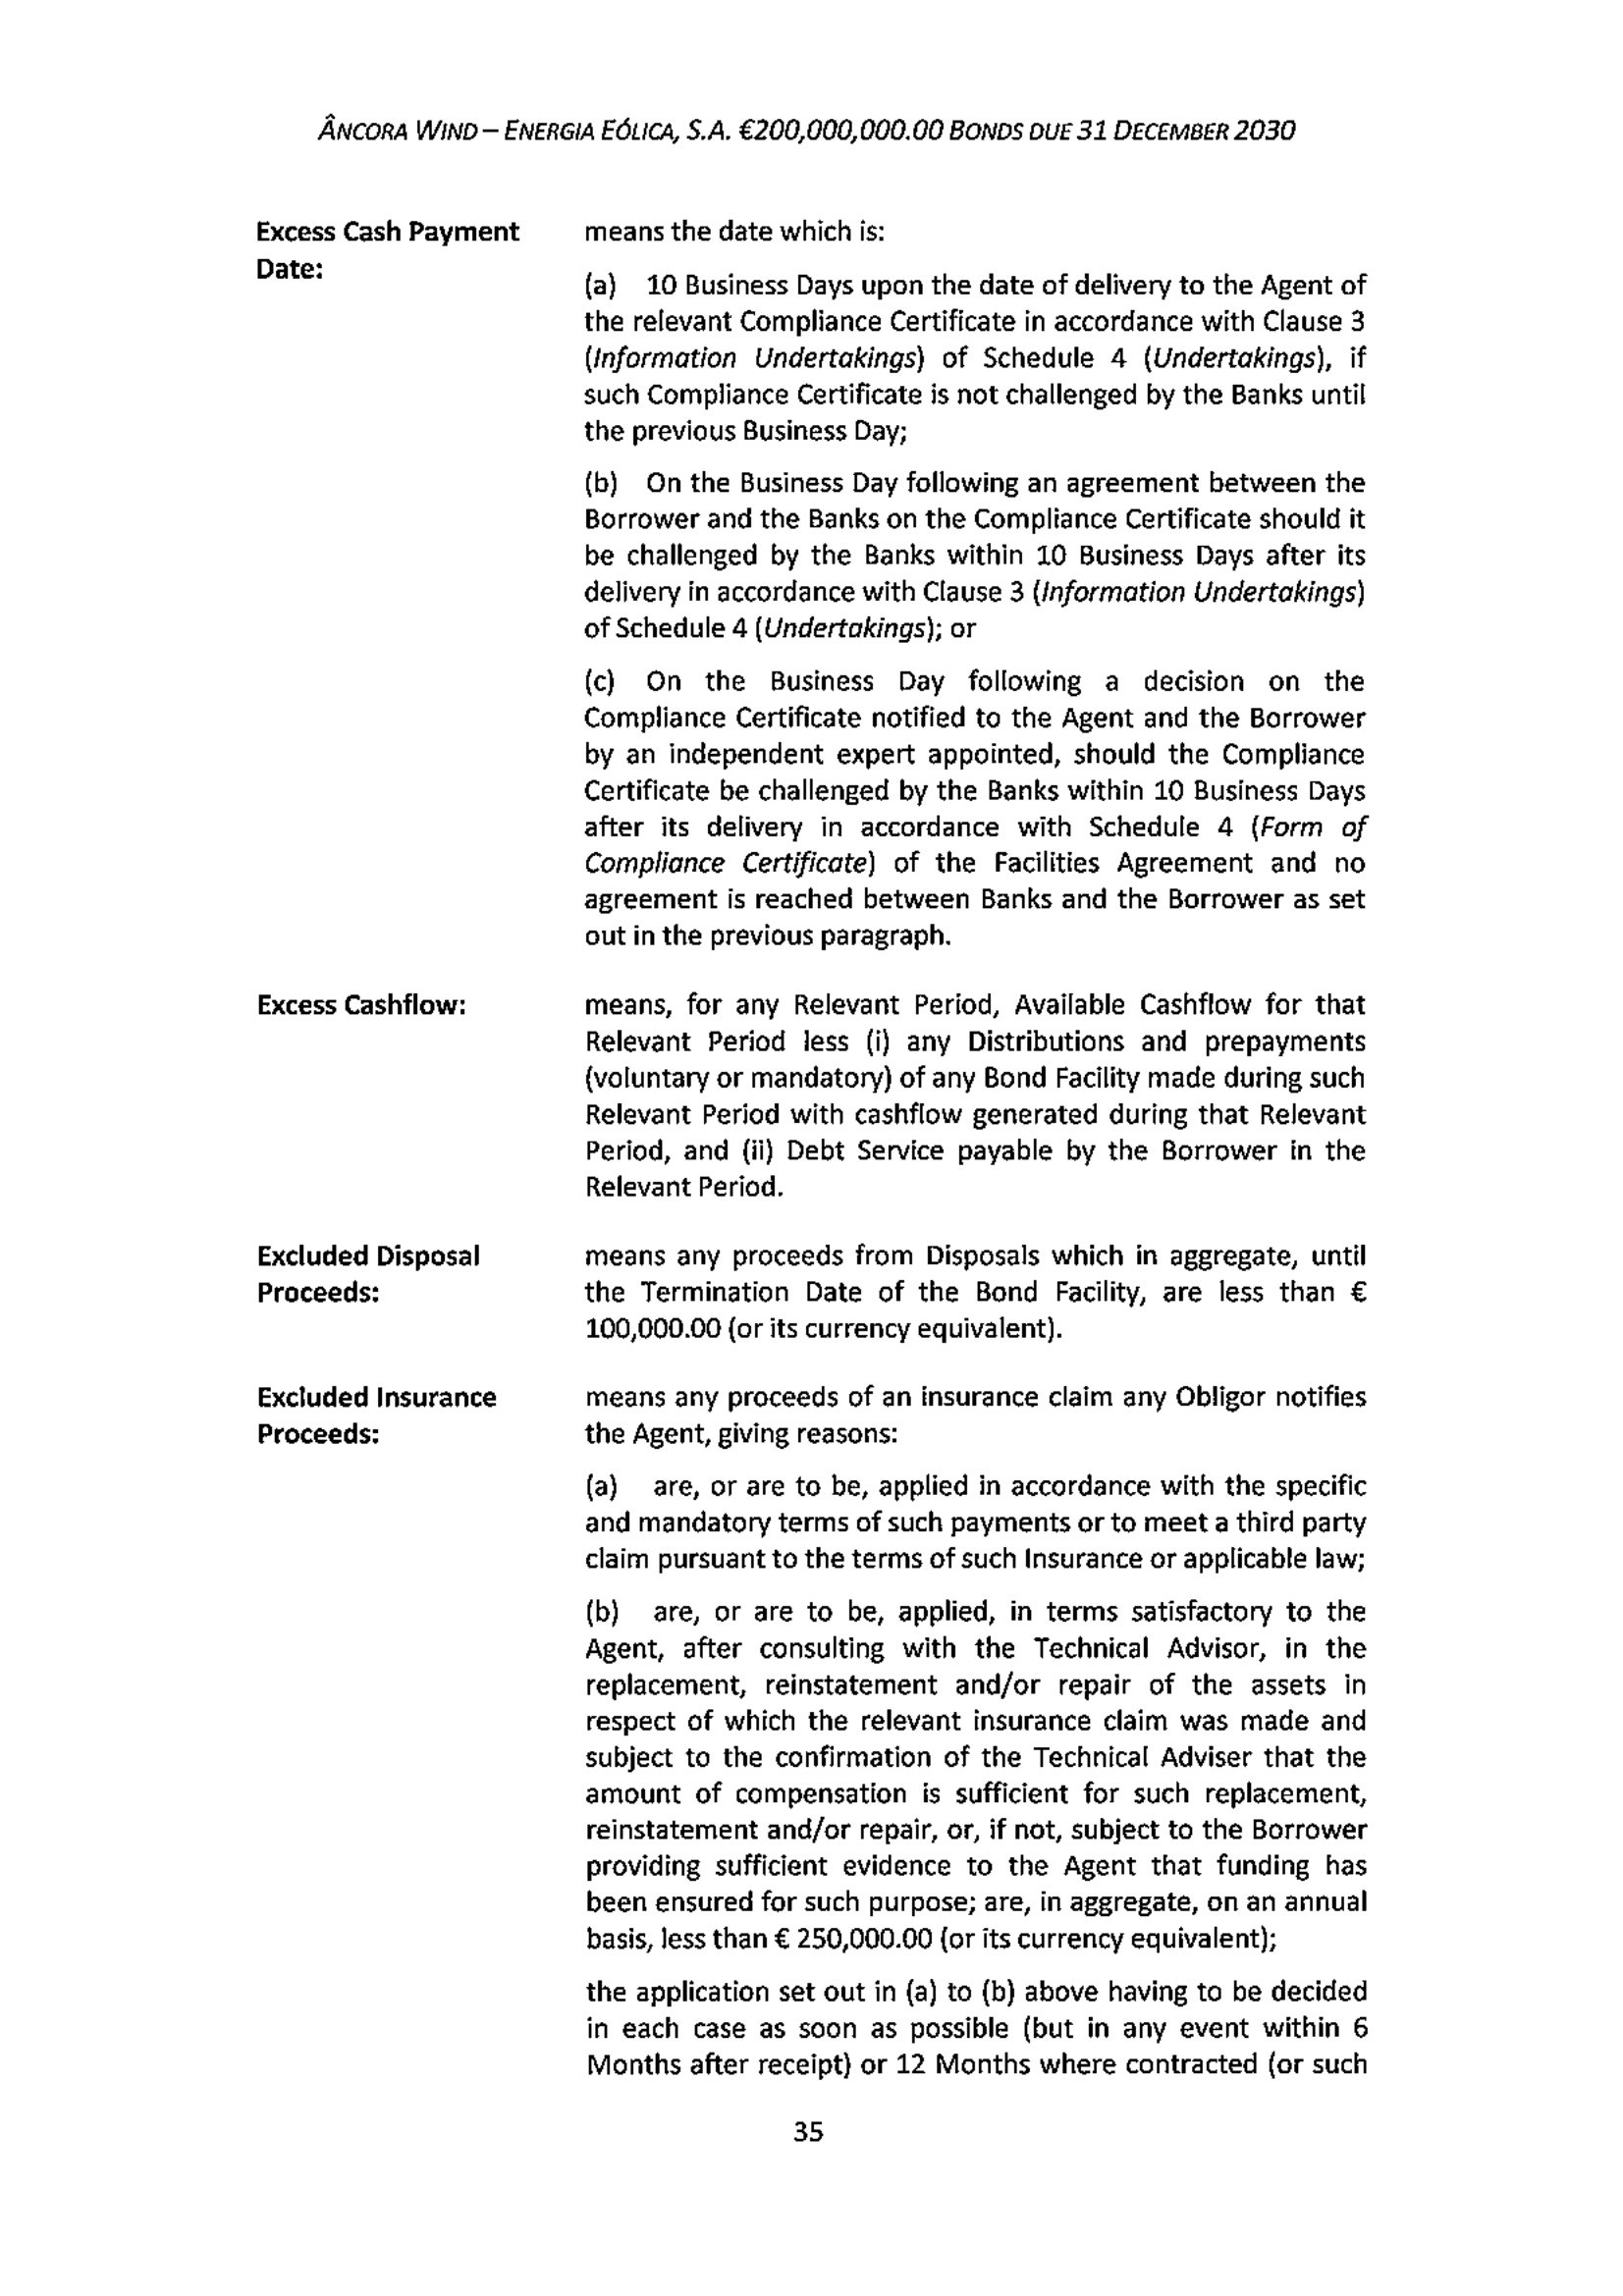 ÂNCORA WIND – ENERGIA EÓLICA, S.A. €200,000,000.00 BONDS DUE 31 DECEMBER 2030
Excess Cash Payment
Date:
means the date which is:
(a) 10 Business Days upon the date of delivery to the Agent of
the relevant Compliance Certificate in accordance with Clause 3
(Information Undertakings) of Schedule 4 (Undertakings), if
such Compliance Certificate is not challenged by the Banks until
the previous Business Day;
(b) On the Business Day following an agreement between the
Borrower and the Banks on the Compliance Certificate should it
be challenged by the Banks within 10 Business Days after its
delivery in accordance with Clause 3 (Information Undertakings)
of Schedule 4 (Undertakings); or
(c) On the Business Day following a decision on the
Compliance Certificate notified to the Agent and the Borrower
by an independent expert appointed, should the Compliance
Certificate be challenged by the Banks within 10 Business Days
after its delivery in accordance with Schedule 4 (Form of
Compliance Certificate) of the Facilities Agreement and no
agreement is reached between Banks and the Borrower as set
out in the previous paragraph.
Excess Cashflow:
means, for any Relevant Period, Available Cashflow for that
Relevant Period less (i) any Distributions and prepayments
(voluntary or mandatory) of any Bond Facility made during such
Relevant Period with cashflow generated during that Relevant
Period, and (ii) Debt Service payable by the Borrower in the
Relevant Period.
Excluded Disposal
Proceeds:
means any proceeds from Disposals which in aggregate, until
the Termination Date of the Bond Facility, are less than €
100,000.00 (or its currency equivalent).
Excluded Insurance
Proceeds:
means any proceeds of an insurance claim any Obligor notifies
the Agent, giving reasons:
(a) are, or are to be, applied in accordance with the specific
and mandatory terms of such payments or to meet a third party
claim pursuant to the terms of such Insurance or applicable law;
(b) are, or are to be, applied, in terms satisfactory to the
Agent, after consulting with the Technical Advisor, in the
replacement, reinstatement and/or repair of the assets in
respect of which the relevant insurance claim was made and
subject to the confirmation of the Technical Adviser that the
amount of compensation is sufficient for such replacement,
reinstatement and/or repair, or, if not, subject to the Borrower
providing sufficient evidence to the Agent that funding has
been ensured for such purpose; are, in aggregate, on an annual
basis, less than € 250,000.00 (or its currency equivalent);
the application set out in (a) to (b) above having to be decided
in each case as soon as possible (but in any event within 6
Months after receipt) or 12 Months where contracted (or such
35